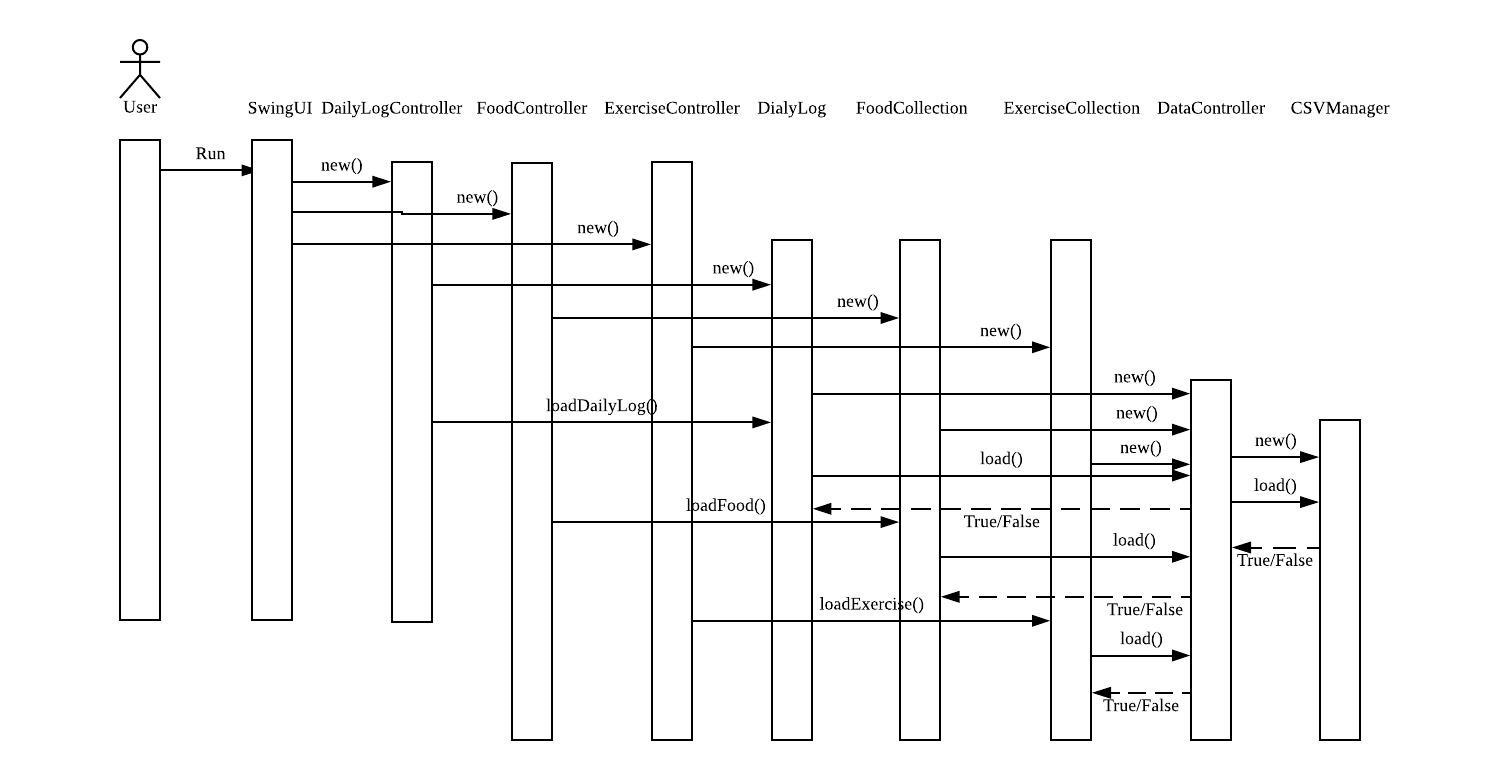 User
SwingUI DailyLogController FoodController ExerciseController DialyLog FoodCollection ExerciseCollection DataController CSVManager
Run
new()
new()
new()
new()
new()
new()
new()
loadDailyLog()
new()
new()
new()
load()
load()
loadFood()
True/False
load()
True/False
loadExercise()
True/False
load()
True/False